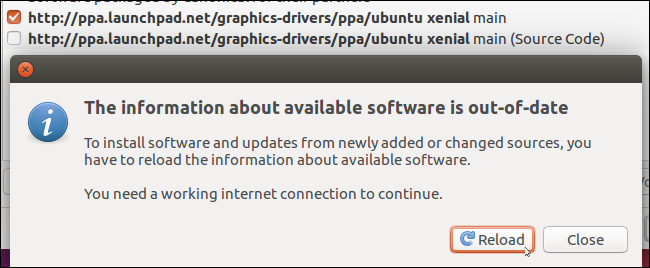 http://ppa.launchpad.net/graphics-drivers/ppa/ubuntu xenial main
http://ppa.launchpad.net/graphics-drivers/ppa/ubuntu xenial main (Source Code)
The information about available software is out-of-date
To install software and updates from newly added or changed sources, you
have to reload the information about available software.
You need a working internet connection to continue.
Reload Close